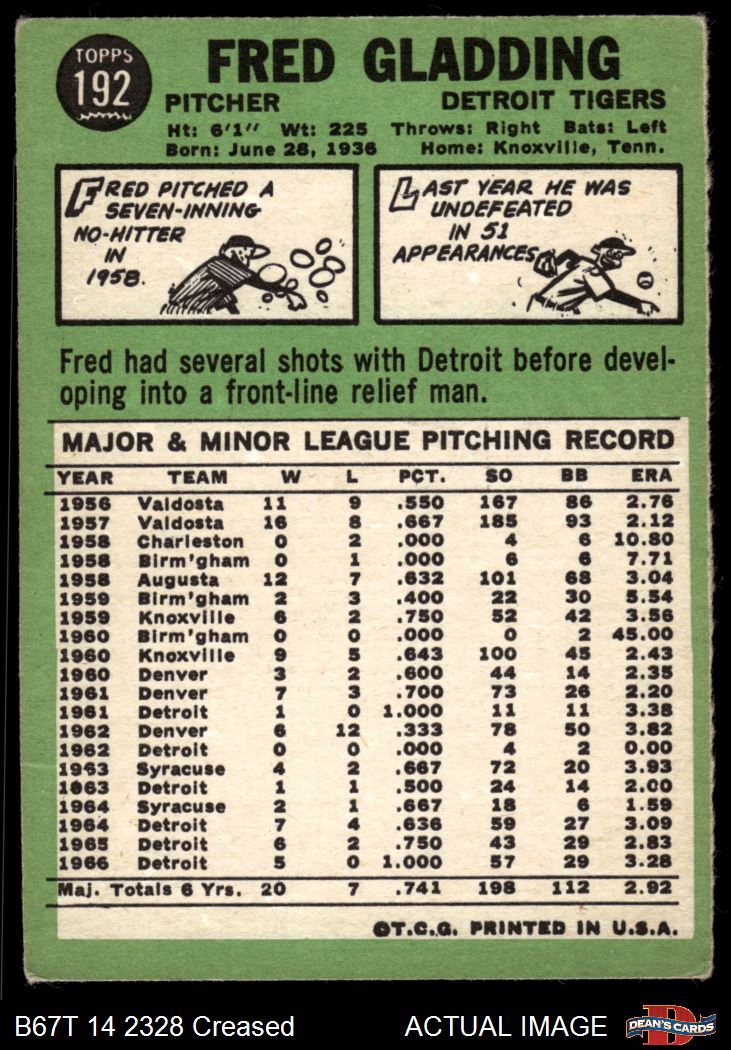 TOPPS
192
FRED GLADDING
PITCHER DETROIT TIGERS
Ht: 6'1" Wt: 225 Throws: Right Bats: Left
Born: June 28, 1936 Home: Knoxville, Tenn.
FRED PITCHED A
SEVEN-INNING
NO-HITTER
IN
1958.
LAST YEAR HE WAS
UNDEFEATED
IN 51
APPEARANCES
Fred had several shots with Detroit before devel-
oping into a front-line relief man.
MAJOR & MINOR LEAGUE PITCHING RECORD
YEAR TEAM W L PCT. SO BB ERA
1956 Valdosta 11 9 .550 167 86 2.76
1957 Valdosta 16 8 .667 185 93 2.12
1958 Charleston 0 2 .000 4 6 10.80
1958 Birm'gham 0 1 .000 6 6 7.71
1958 Augusta 12 7 .632 101 68 3.04
1959 Birm'gham 2 3 .400 22 30 5.54
1959 Knoxville 6 2 .750 52 42 3.56
1960 Birm'gham 0 0 .000 0 2 45.00
1960 Knoxville 9 5 .643 100 45 2.43
1960 Denver 3 2 .600 44 14 2.35
1961 Denver 7 3 .700 73 26 2.20
1961 Detroit 1 0 1.000 11 11 3.38
1962 Denver 6 12 .333 78 50 3.82
1962 Detroit 0 0 .000 4 2 0.00
1963 Syracuse 4 2 .667 72 20 3.93
1963 Detroit 1 1 .500 24 14 2.00
1964 Syracuse 2 1 .667 18 6 1.59
1964 Detroit 7 4 .636 59 27 3.09
1965 Detroit 6 2 .750 43 29 2.83
1966 Detroit 5 0 1.000 57 29 3.28
Maj. Totals 6 Yrs. 20 7 .741 198 112 2.92
©T.C.G. PRINTED IN U.S.A.
B67T 14 2328 Creased ACTUAL IMAGE
D
DEAN'S CARDS